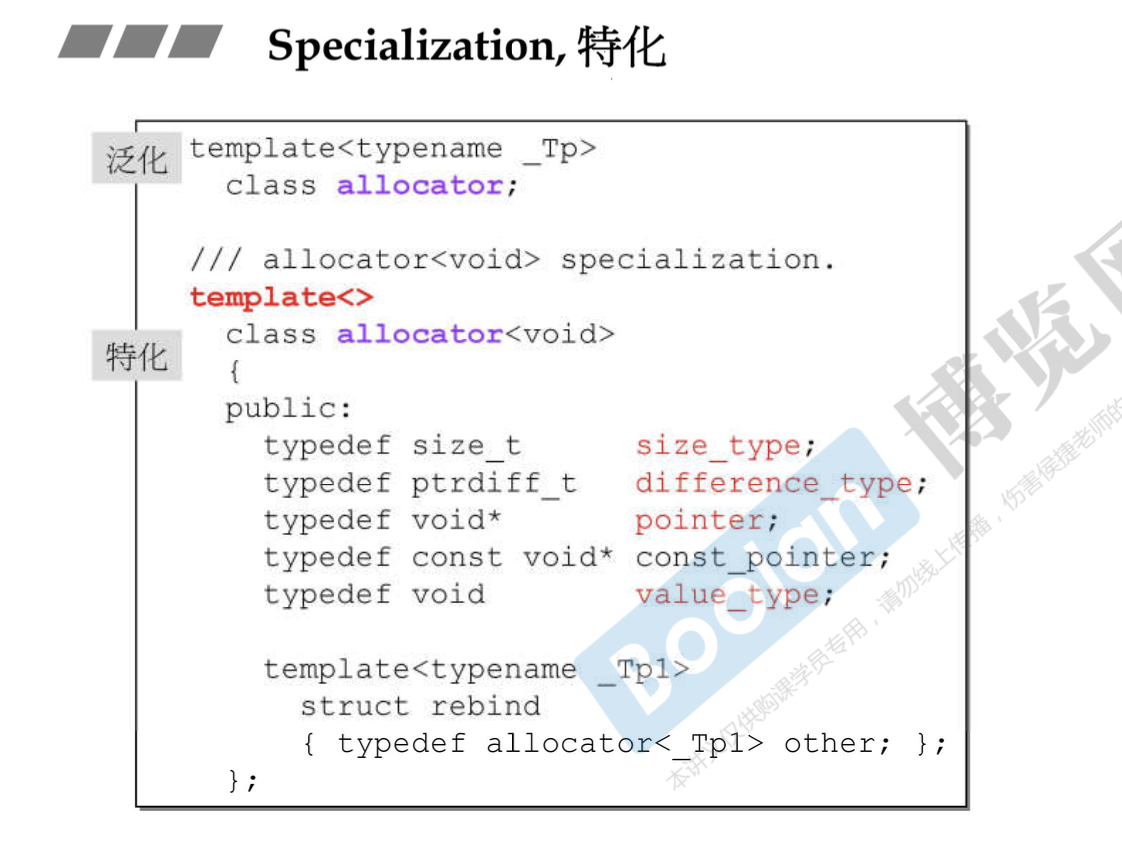 Specialization, 特化
泛化
template<typename _Tp>
class allocator;
/// allocator<void> specialization.
template<>
特化
class allocator<void>
{
public:
typedef size_t size_type;
typedef ptrdiff_t difference_type;
typedef void* pointer;
typedef const void* const_pointer;
typedef void value_type;
template<typename _Tp1>
struct rebind
{ typedef allocator<_Tp1> other; };
};
Boolan
博览网
本讲义仅供购课学员专用，请勿线上传播，伤害侯捷老师的